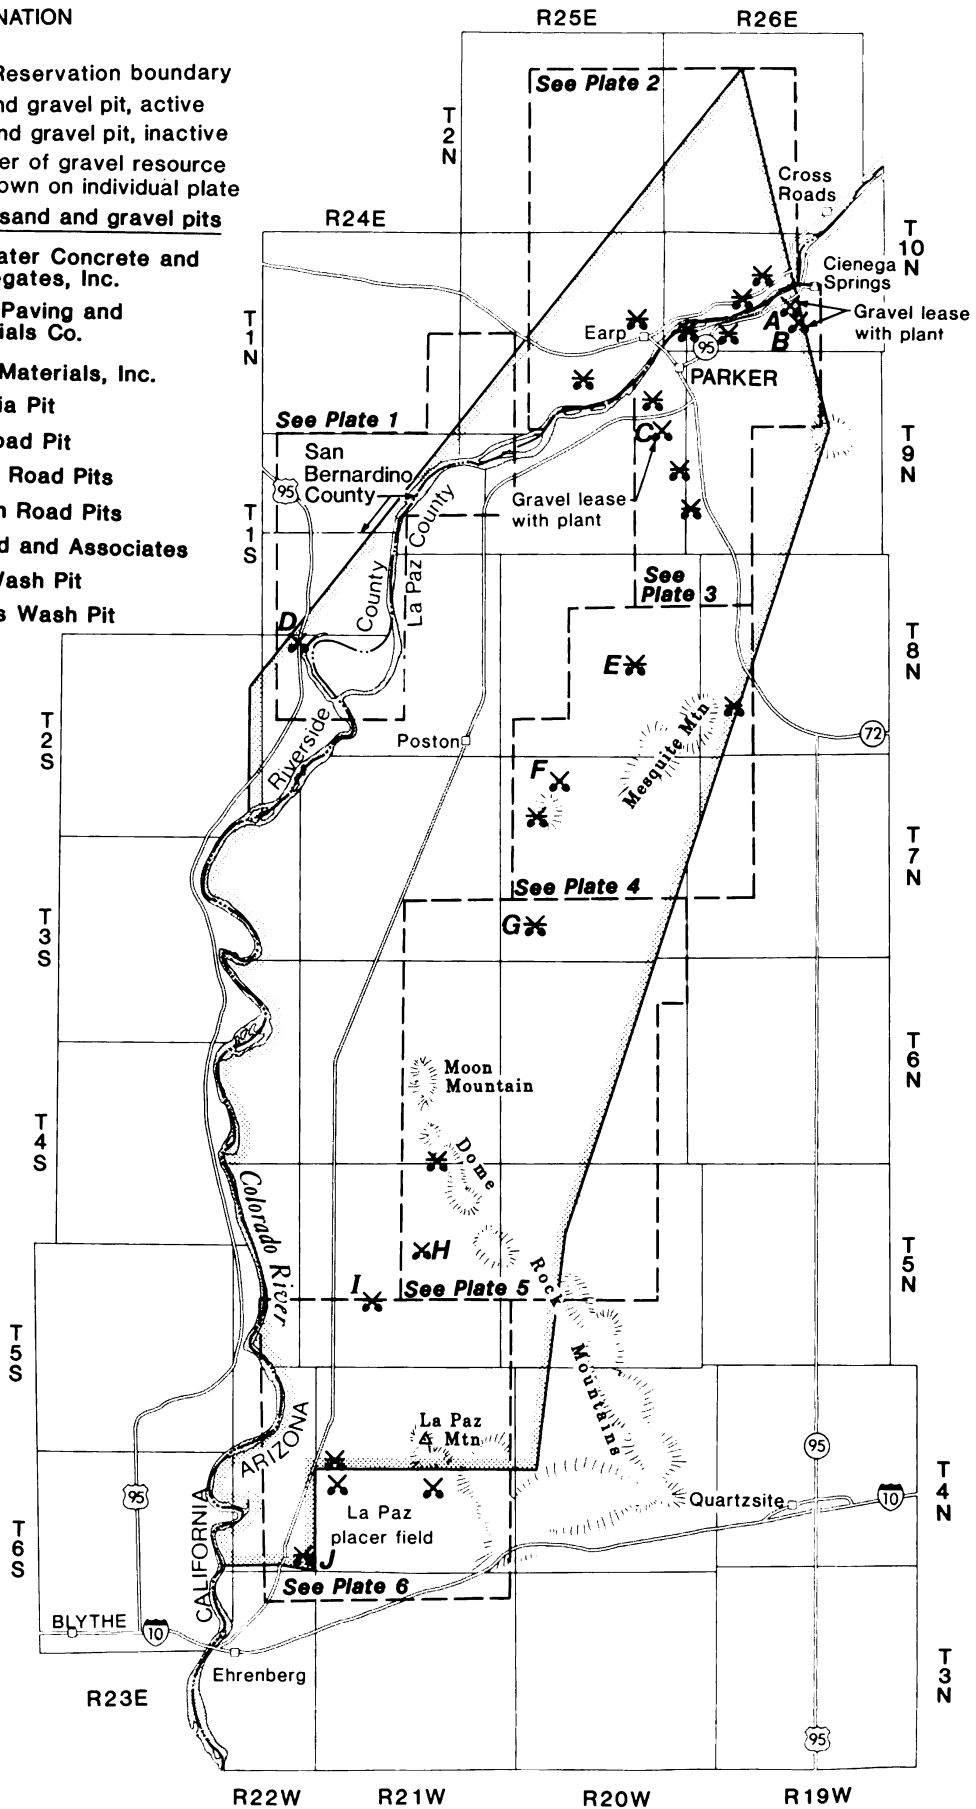 NATION
Reservation boundary
nd gravel pit, active
nd gravel pit, inactive
er of gravel resource
own on individual plate
sand and gravel pits
ater Concrete and
egates, Inc.
Paving and
ials Co.
Materials, Inc.
ia Pit
oad Pit
Road Pits
n Road Pits
d and Associates
Wash Pit
s Wash Pit
R25E
R26E
See Plate 2
T
2
N
Cross
Roads
R24E
T
10
N
Cienega
Springs
T
1
N
Earp
A
B
Gravel lease
with plant
95
PARKER
See Plate 1
C
T
9
N
San
Bernardino
County
95
La Paz County
Gravel lease
with plant
T
1
S
County
See
Plate 3
D
E
T
8
N
Riverside
T
2
S
Poston
Mesquite Mtn
72
F
T
7
N
See Plate 4
T
3
S
G
T
6
N
Moon
Mountain
T
4
S
Dome
Colorado River
H
T
5
N
I
See Plate 5
Rock
T
5
S
Mountains
ARIZONA
La Paz
Mtn
95
95
Quartzsite
10
T
4
N
CALIFORNIA
La Paz
placer field
T
6
S
J
See Plate 6
BLYTHE
10
Ehrenberg
T
3
N
R23E
95
R22W
R21W
R20W
R19W